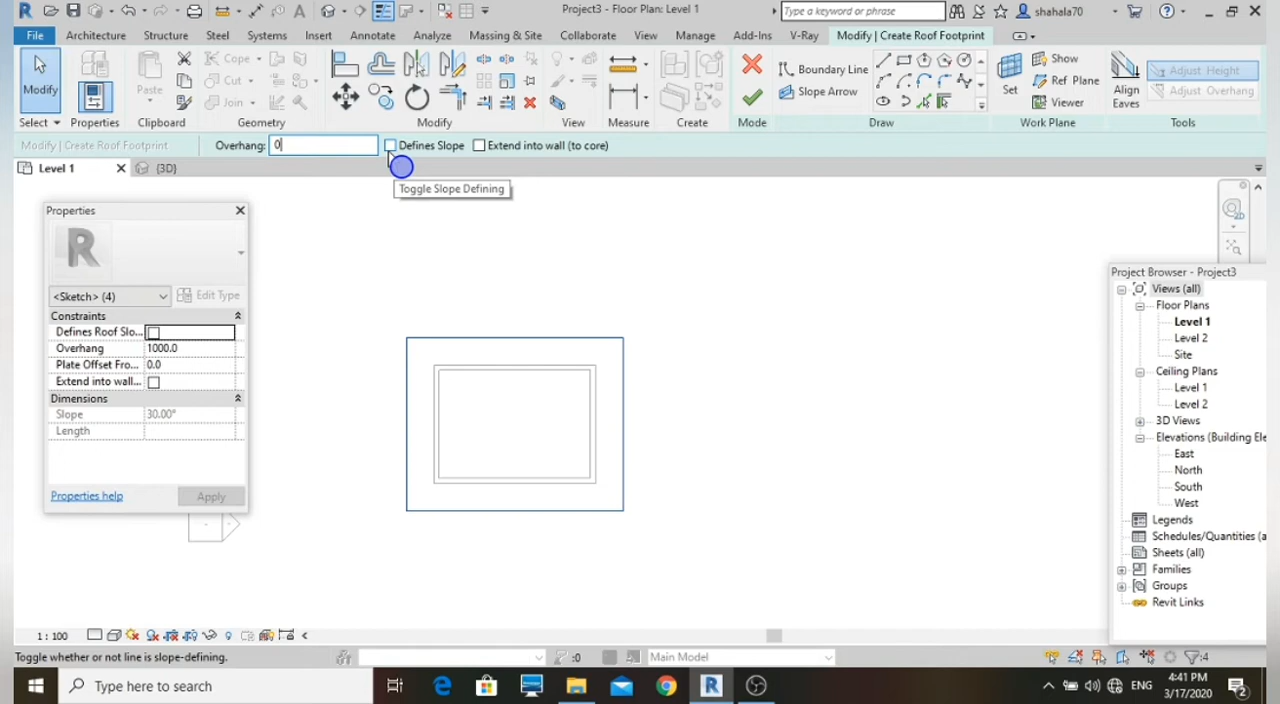 Project3 - Floor Plan: Level 1
Type a keyword or phrase
shahala70
File
Architecture
Structure
Steel
Systems
Insert
Annotate
Analyze
Massing & Site
Collaborate
View
Manage
Add-Ins
V-Ray
Modify | Create Roof Footprint
Modify
Paste
Cope
Cut
Join
Boundary Line
Slope Arrow
Set
Show
Ref Plane
Viewer
Align
Eaves
Adjust Height
Adjust Overhang
Select
Properties
Clipboard
Geometry
Modify
View
Measure
Create
Mode
Draw
Work Plane
Tools
Modify | Create Roof Footprint
Overhang: 0
Defines Slope
Extend into wall (to core)
Level 1
{3D}
Toggle Slope Defining
Properties
R
<Sketch> (4)
Edit Type
Constraints
Defines Roof Slo...
Overhang 1000.0
Plate Offset Fro... 0.0
Extend into wall...
Dimensions
Slope 30.00°
Length
Properties help
Apply
2D
Project Browser - Project3
Views (all)
Floor Plans
Level 1
Level 2
Site
Ceiling Plans
Level 1
Level 2
3D Views
Elevations (Building Ele
East
North
South
West
Legends
Schedules/Quantities (a
Sheets (all)
Families
Groups
Revit Links
1 : 100
Toggle whether or not line is slope-defining.
:0
Main Model
:4
Type here to search
R
ENG
4:41 PM
3/17/2020
2